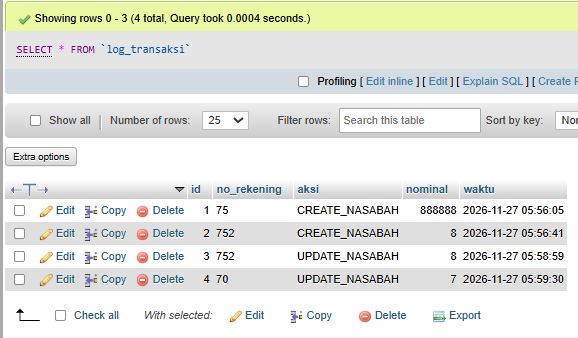 Showing rows 0 - 3 (4 total, Query took 0.0004 seconds.)
SELECT * FROM `log_transaksi`
Profiling [ Edit inline ] [ Edit ] [ Explain SQL ] [ Create
Show all Number of rows: 25 Filter rows: Search this table Sort by key:
Extra options
id no_rekening aksi nominal waktu
Edit Copy Delete 1 75 CREATE_NASABAH 888888 2026-11-27 05:56:05
Edit Copy Delete 2 752 CREATE_NASABAH 8 2026-11-27 05:56:41
Edit Copy Delete 3 752 UPDATE_NASABAH 8 2026-11-27 05:58:59
Edit Copy Delete 4 70 UPDATE_NASABAH 7 2026-11-27 05:59:30
Check all With selected: Edit Copy Delete Export